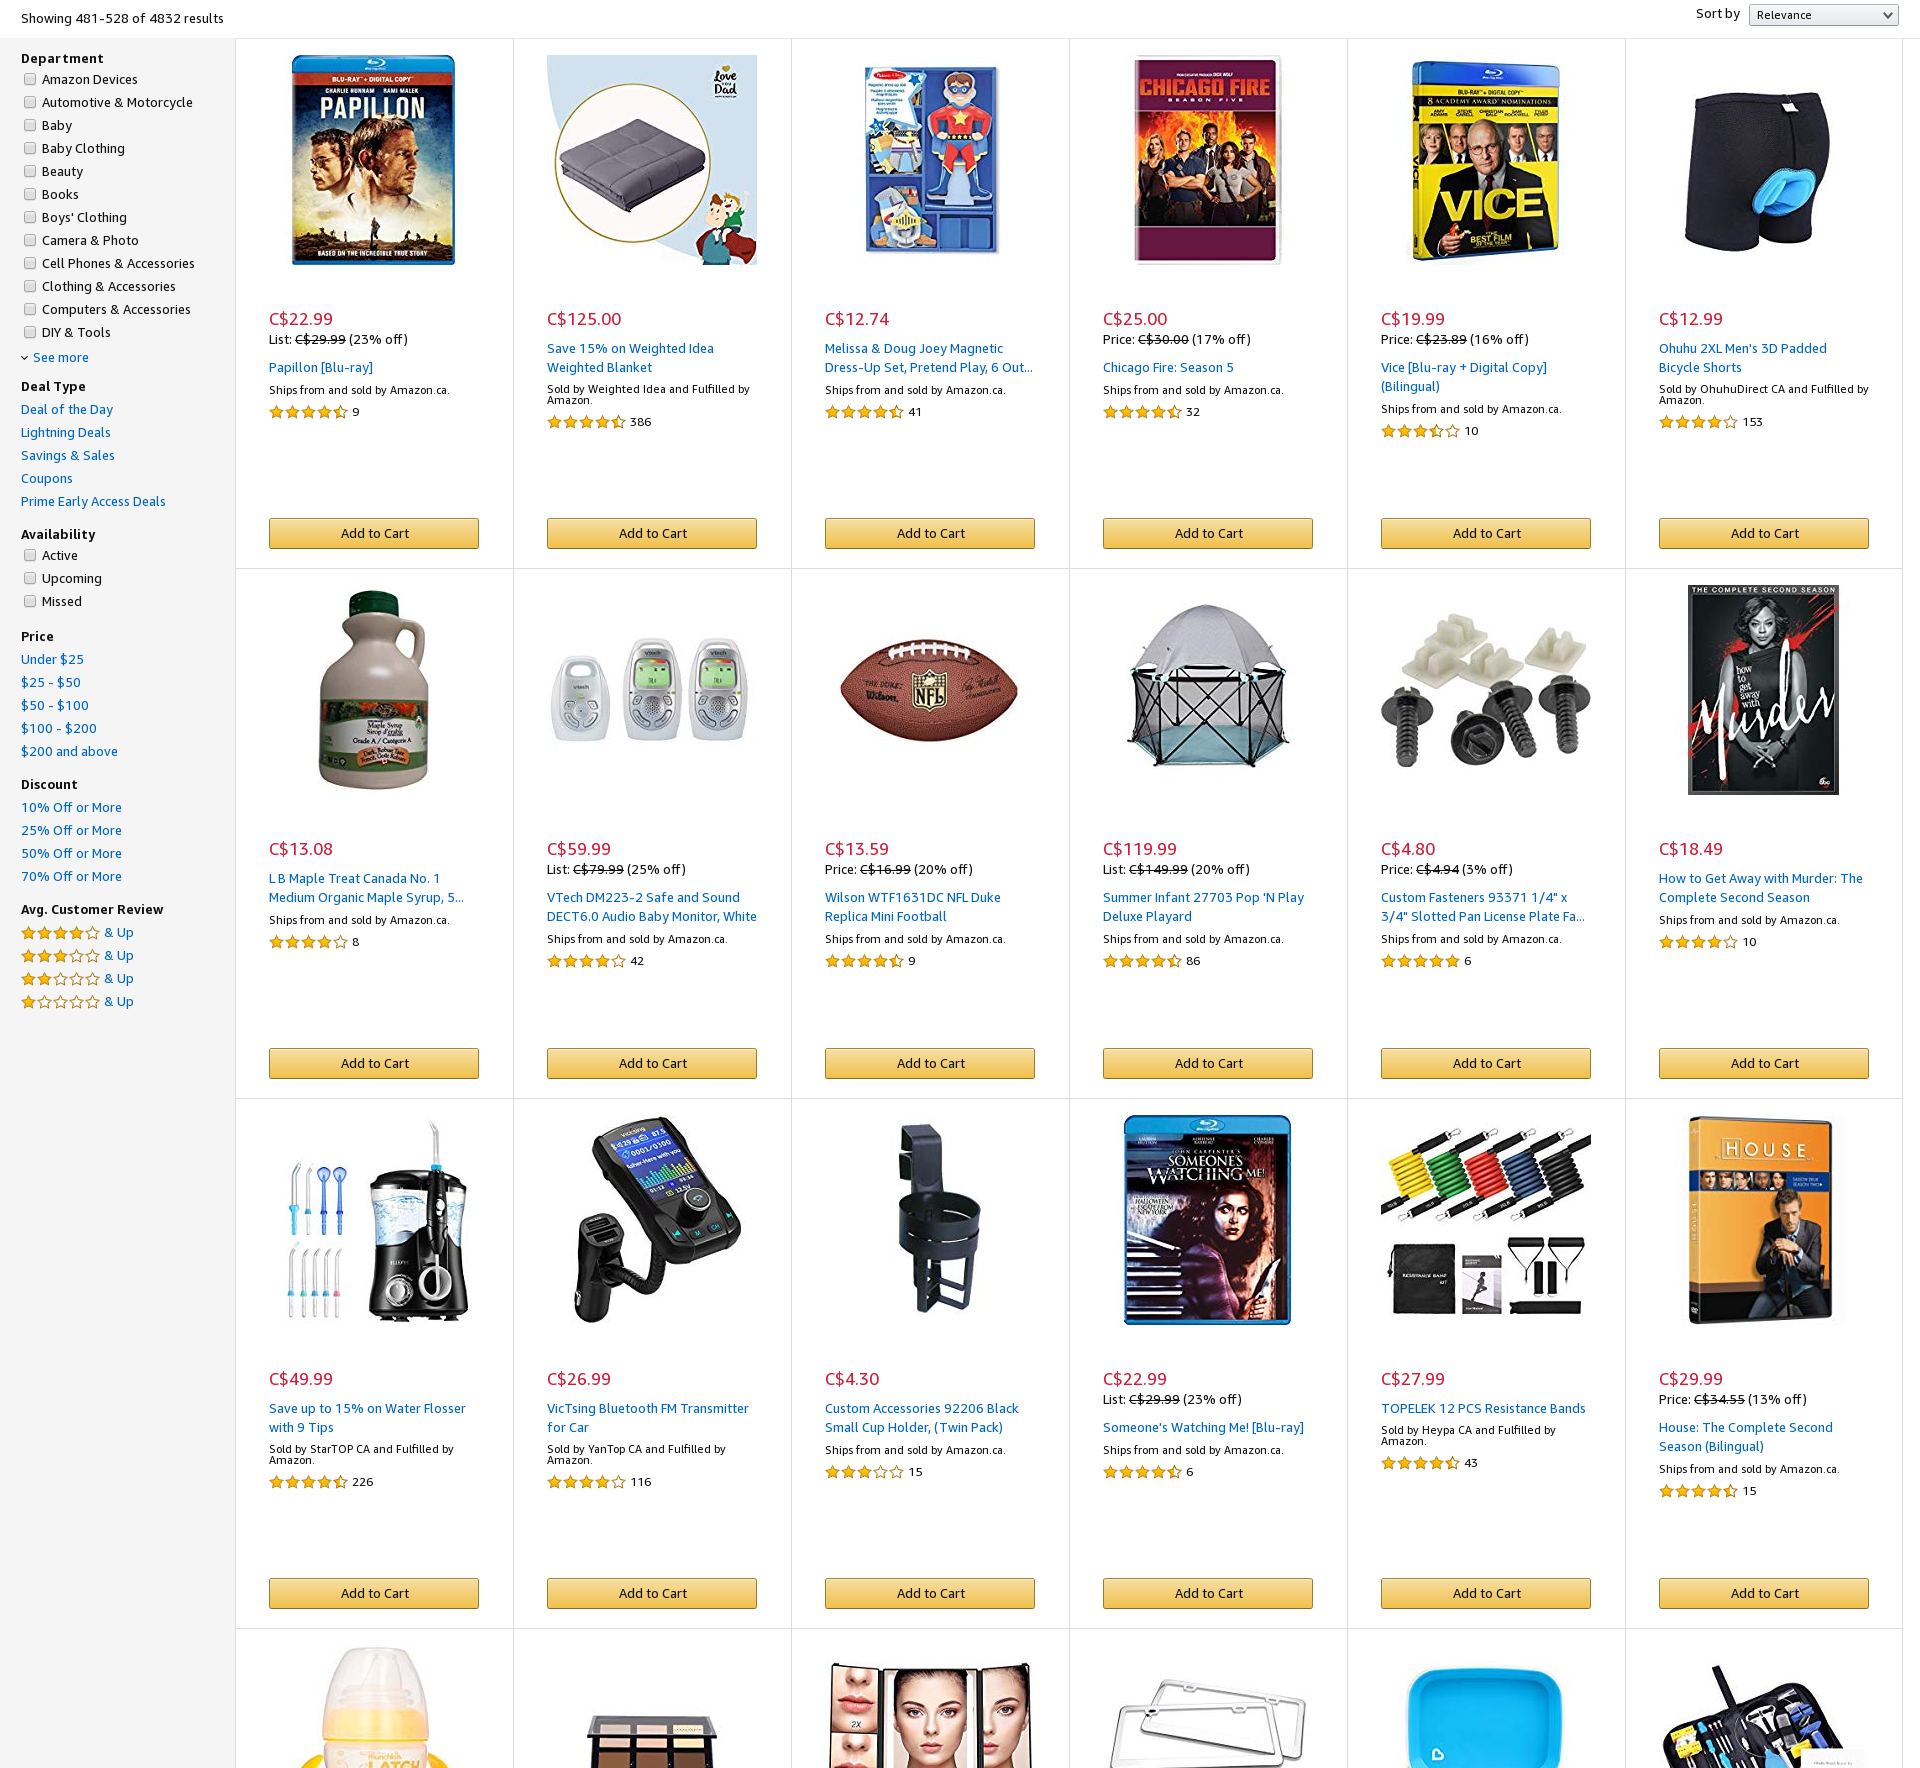 Showing 481-528 of 4832 results
Sort by
Relevance
Department
Amazon Devices
Automotive & Motorcycle
Baby
Baby Clothing
Beauty
Books
Boys' Clothing
Camera & Photo
Cell Phones & Accessories
Clothing & Accessories
Computers & Accessories
DIY & Tools
See more
Deal Type
Deal of the Day
Lightning Deals
Savings & Sales
Coupons
Prime Early Access Deals
Availability
Active
Upcoming
Missed
Price
Under $25
$25 - $50
$50 - $100
$100 - $200
$200 and above
Discount
10% Off or More
25% Off or More
50% Off or More
70% Off or More
Avg. Customer Review
& Up
& Up
& Up
& Up
BLU-RAY + DIGITAL COPY
CHARLIE HUNNAM RAMI MALEK
PAPILLON
BASED ON THE INCREDIBLE TRUE STORY
C$22.99
List: C$29.99 (23% off)
Papillon [Blu-ray]
Ships from and sold by Amazon.ca.
9
Add to Cart
Love
Dad
C$125.00
Save 15% on Weighted Idea
Weighted Blanket
Sold by Weighted Idea and Fulfilled by
Amazon.
386
Add to Cart
C$12.74
Melissa & Doug Joey Magnetic
Dress-Up Set, Pretend Play, 6 Out...
Ships from and sold by Amazon.ca.
41
Add to Cart
CHICAGO FIRE
SEASON FIVE
C$25.00
Price: C$30.00 (17% off)
Chicago Fire: Season 5
Ships from and sold by Amazon.ca.
32
Add to Cart
BLU-RAY + DIGITAL COPY
8 ACADEMY AWARD NOMINATIONS
VICE
C$19.99
Price: C$23.89 (16% off)
Vice [Blu-ray + Digital Copy]
(Bilingual)
Ships from and sold by Amazon.ca.
10
Add to Cart
C$12.99
Ohuhu 2XL Men's 3D Padded
Bicycle Shorts
Sold by OhuhuDirect CA and Fulfilled by
Amazon.
153
Add to Cart
Maple Syrup
Sirop d'érable
Grade A / Catégorie A
C$13.08
L B Maple Treat Canada No. 1
Medium Organic Maple Syrup, 5...
Ships from and sold by Amazon.ca.
8
Add to Cart
vtech
vtech
vtech
C$59.99
List: C$79.99 (25% off)
VTech DM223-2 Safe and Sound
DECT6.0 Audio Baby Monitor, White
Ships from and sold by Amazon.ca.
42
Add to Cart
THE DUKE
Wilson
NFL
C$13.59
Price: C$16.99 (20% off)
Wilson WTF1631DC NFL Duke
Replica Mini Football
Ships from and sold by Amazon.ca.
9
Add to Cart
C$119.99
List: C$149.99 (20% off)
Summer Infant 27703 Pop 'N Play
Deluxe Playard
Ships from and sold by Amazon.ca.
86
Add to Cart
C$4.80
Price: C$4.94 (3% off)
Custom Fasteners 93371 1/4" x
3/4" Slotted Pan License Plate Fa...
Ships from and sold by Amazon.ca.
6
Add to Cart
THE COMPLETE SECOND SEASON
how
to
get
away
with
Murder
abc
C$18.49
How to Get Away with Murder: The
Complete Second Season
Ships from and sold by Amazon.ca.
10
Add to Cart
C$49.99
Save up to 15% on Water Flosser
with 9 Tips
Sold by StarTOP CA and Fulfilled by
Amazon.
226
Add to Cart
VICTSING
87.5
0001/0300
C$26.99
VicTsing Bluetooth FM Transmitter
for Car
Sold by YanTop CA and Fulfilled by
Amazon.
116
Add to Cart
C$4.30
Custom Accessories 92206 Black
Small Cup Holder, (Twin Pack)
Ships from and sold by Amazon.ca.
15
Add to Cart
JOHN CARPENTER'S
SOMEONE'S
WATCHING ME!
C$22.99
List: C$29.99 (23% off)
Someone's Watching Me! [Blu-ray]
Ships from and sold by Amazon.ca.
6
Add to Cart
RESISTANCE BAND
C$27.99
TOPELEK 12 PCS Resistance Bands
Sold by Heypa CA and Fulfilled by
Amazon.
43
Add to Cart
HOUSE
C$29.99
Price: C$34.55 (13% off)
House: The Complete Second
Season (Bilingual)
Ships from and sold by Amazon.ca.
15
Add to Cart
munchkin
LATCH
2X